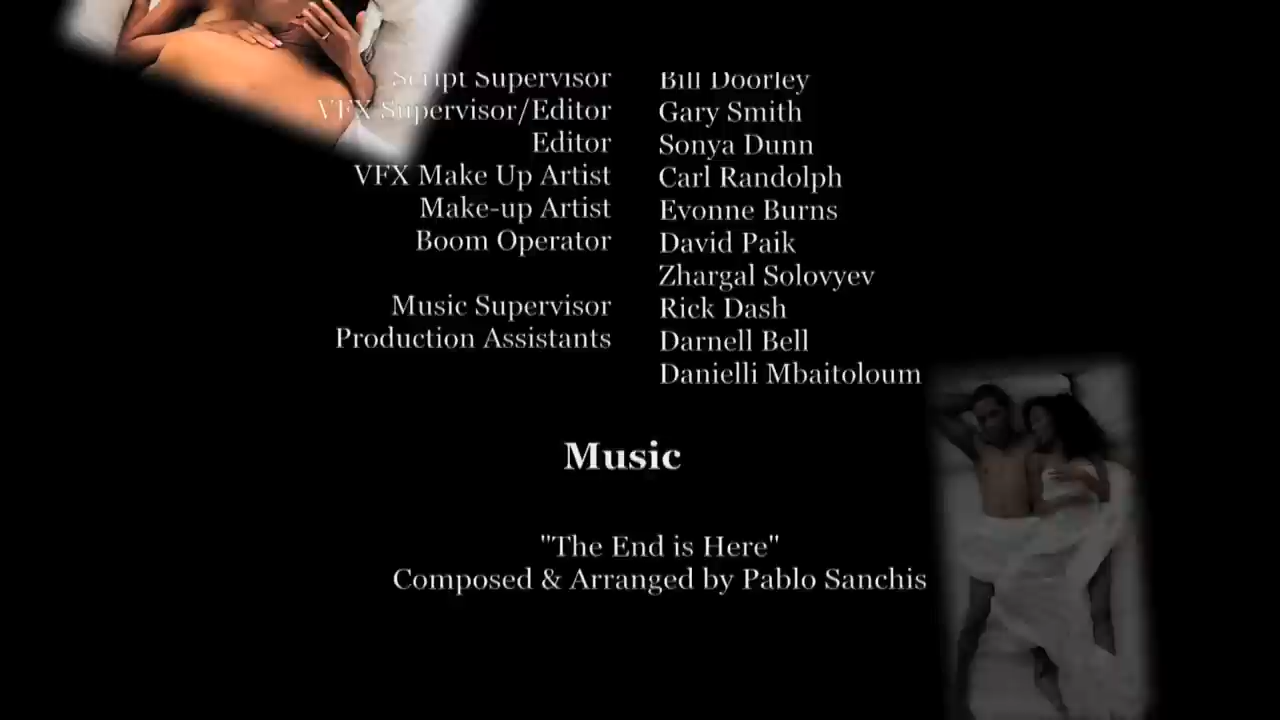 Script Supervisor Bill Doorley
VFX Supervisor/Editor Gary Smith
Editor Sonya Dunn
VFX Make Up Artist Carl Randolph
Make-up Artist Evonne Burns
Boom Operator David Paik
Zhargal Solovyev
Music Supervisor Rick Dash
Production Assistants Darnell Bell
Danielli Mbaitoloum
Music
"The End is Here"
Composed & Arranged by Pablo Sanchis